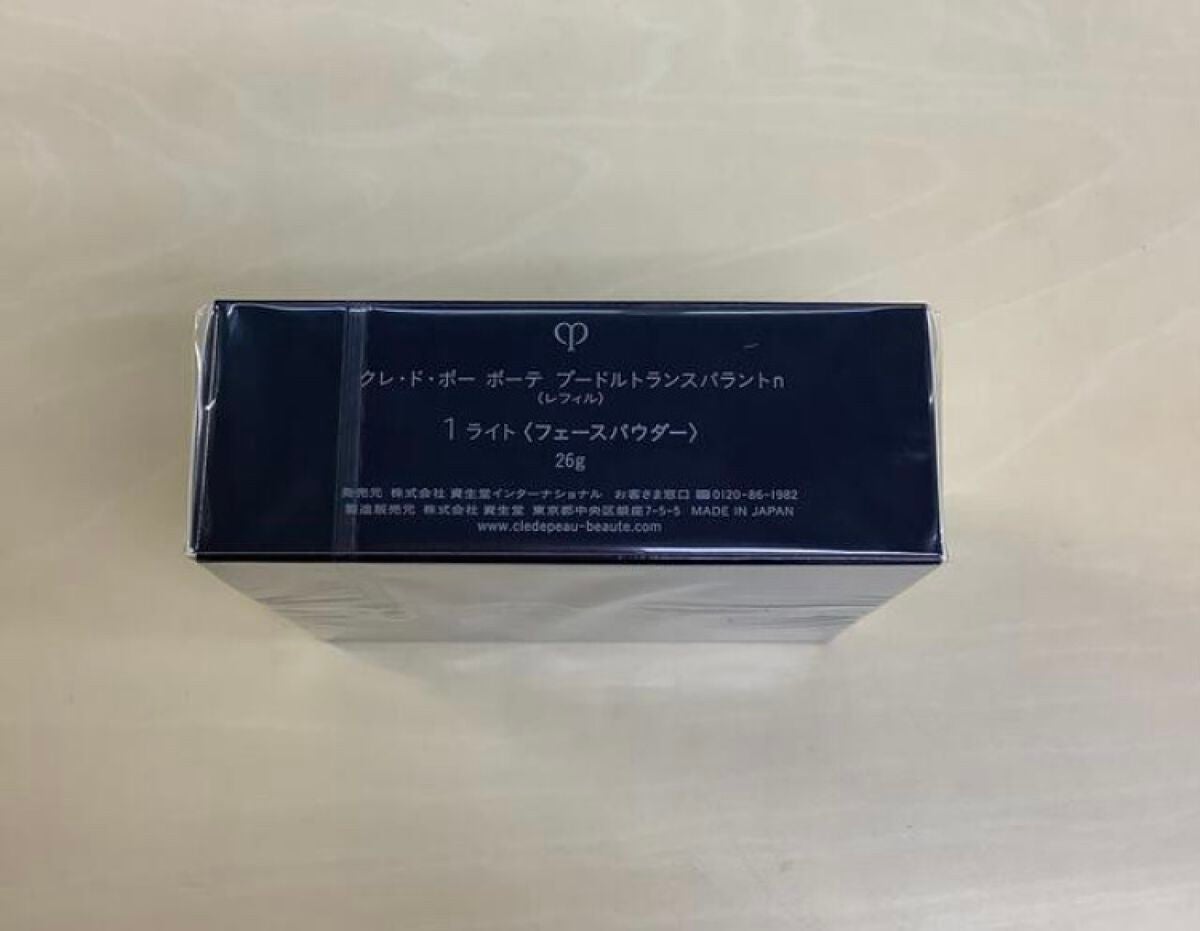 クレ・ド・ポー ボーテ プードルトランスパラントn
(レフィル)
1 ライト〈フェースパウダー〉
26g
発売元 株式会社 資生堂インターナショナル お客さま窓口 0120-86-1982
製造販売元 株式会社 資生堂 東京都中央区銀座7-5-5 MADE IN JAPAN
www.cledepeau-beaute.com